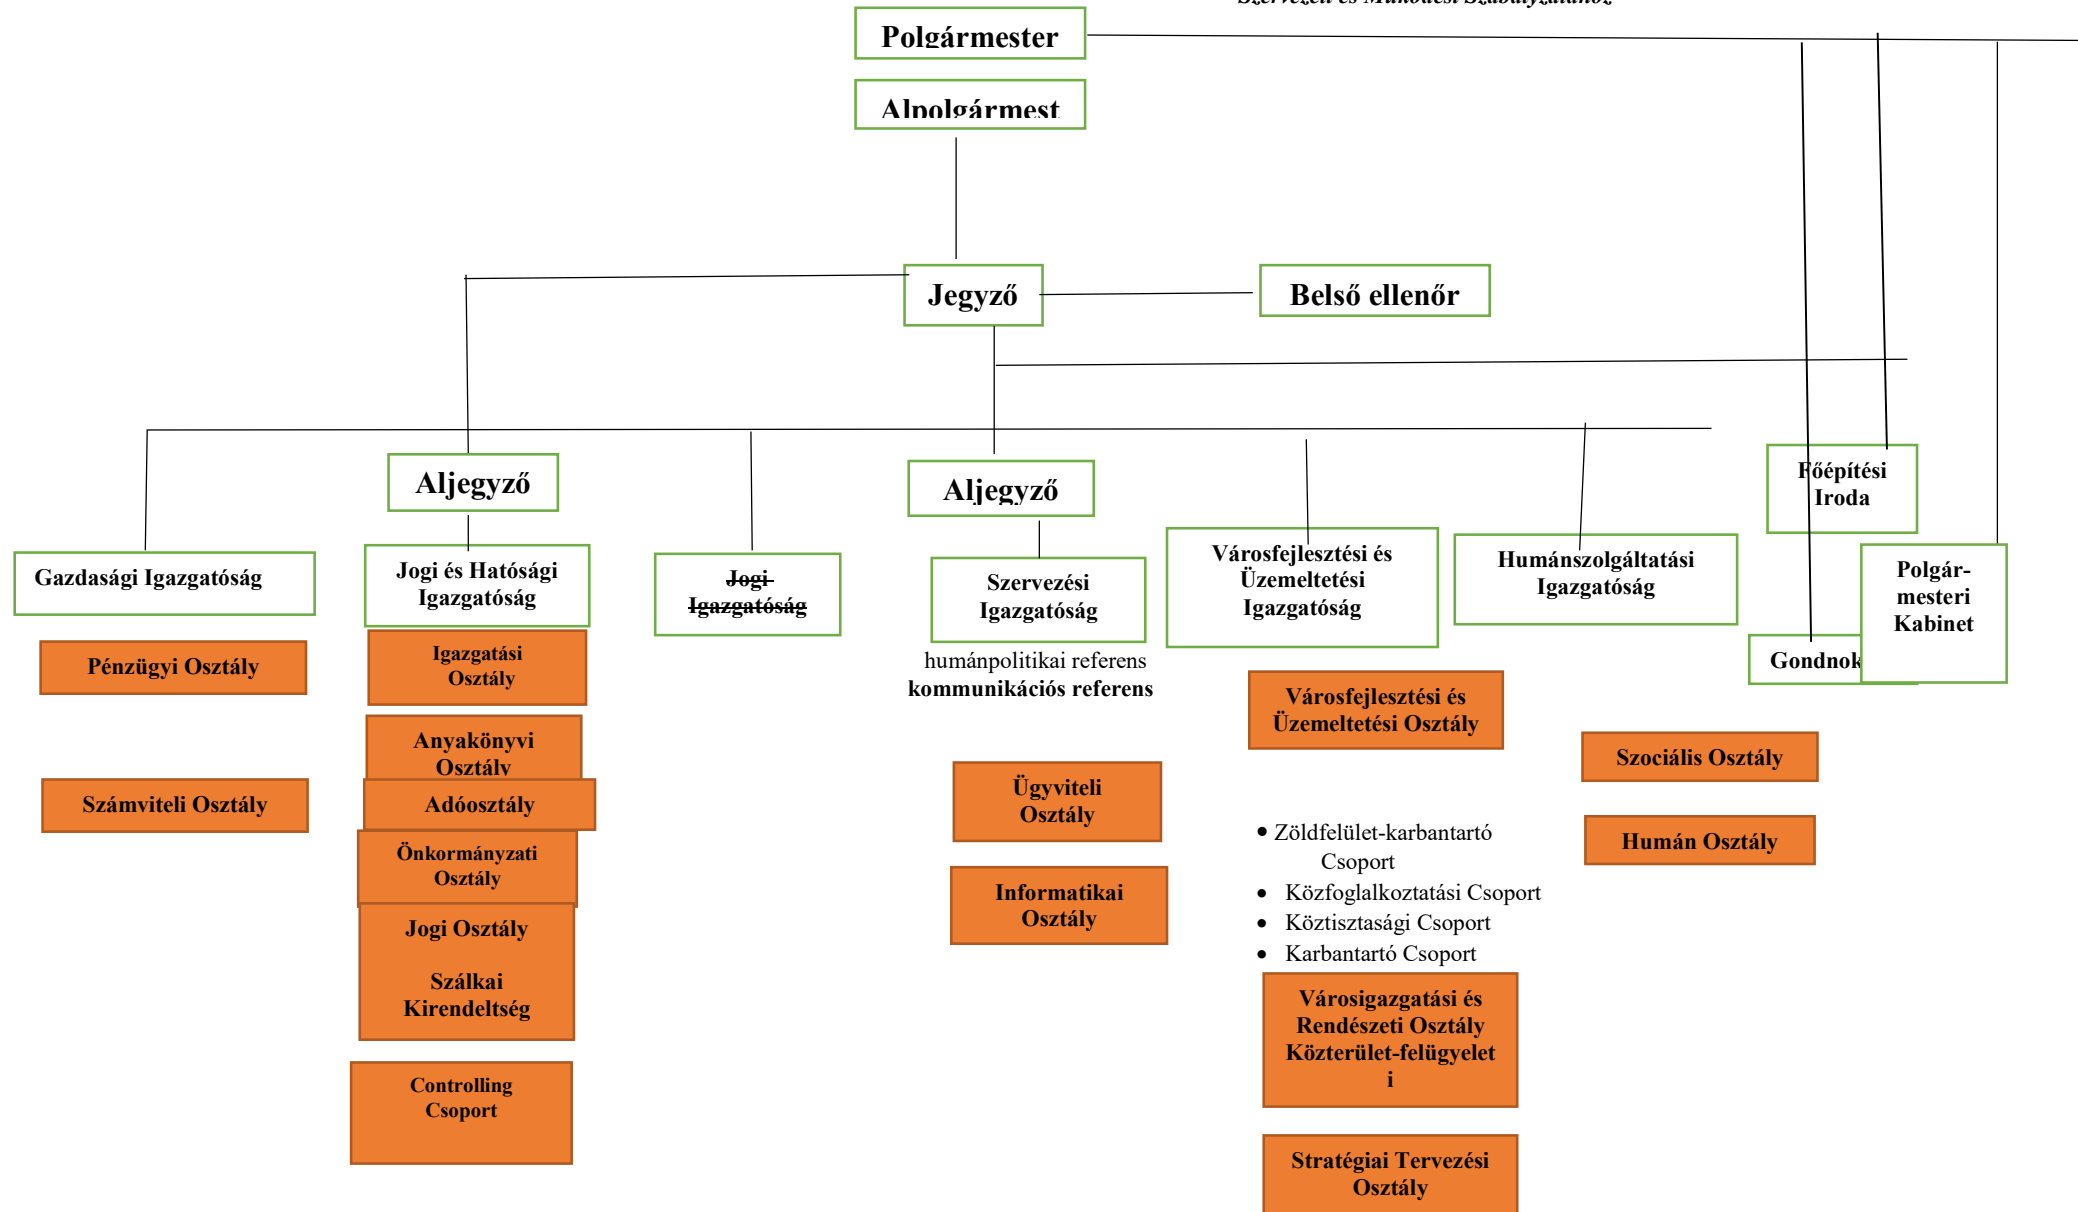 Szervezeti és Működési Szabályzatához
Polgármester
Alpolgármest
Jegyző
Belső ellenőr
Aljegyző
Aljegyző
Főépítési
Iroda
Gazdasági Igazgatóság
Jogi és Hatósági
Igazgatóság
Jogi
Igazgatóság
Szervezési
Igazgatóság
humánpolitikai referens
kommunikációs referens
Városfejlesztési és
Üzemeltetési
Igazgatóság
Humánszolgáltatási
Igazgatóság
Gondnok
Polgár-
mesteri
Kabinet
Pénzügyi Osztály
Számviteli Osztály
Igazgatási
Osztály
Anyakönyvi
Osztály
Adóosztály
Önkormányzati
Osztály
Jogi Osztály
Szálkai
Kirendeltség
Controlling
Csoport
Ügyviteli
Osztály
Informatikai
Osztály
Városfejlesztési és
Üzemeltetési Osztály
• Zöldfelület-karbantartó
Csoport
• Közfoglalkoztatási Csoport
• Köztisztasági Csoport
• Karbantartó Csoport
Városigazgatási és
Rendészeti Osztály
Közterület-felügyelet
i
Stratégiai Tervezési
Osztály
Szociális Osztály
Humán Osztály